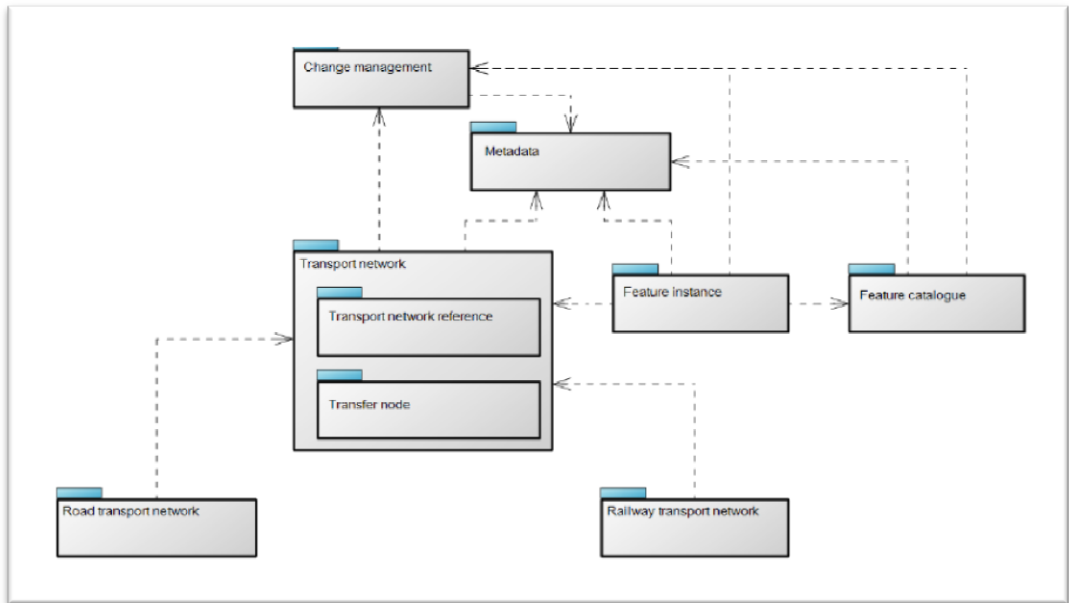 Change management
Metadata
Transport network
Transport network reference
Transfer node
Feature instance
Feature catalogue
Road transport network
Railway transport network